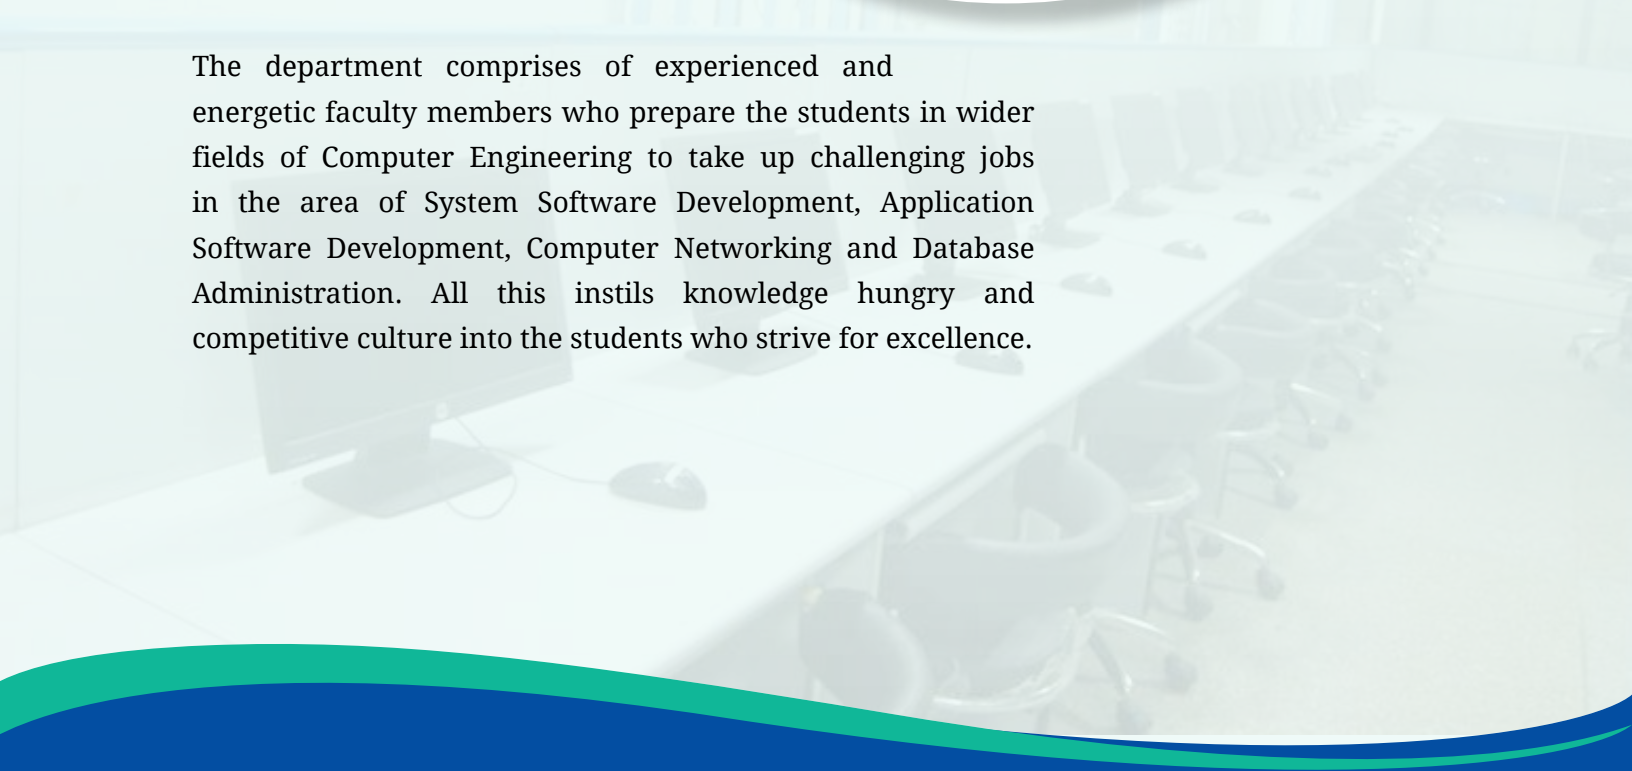 The department comprises of experienced and
energetic faculty members who prepare the students in wider
fields of Computer Engineering to take up challenging jobs
in the area of System Software Development, Application
Software Development, Computer Networking and Database
Administration. All this instils knowledge hungry and
competitive culture into the students who strive for excellence.